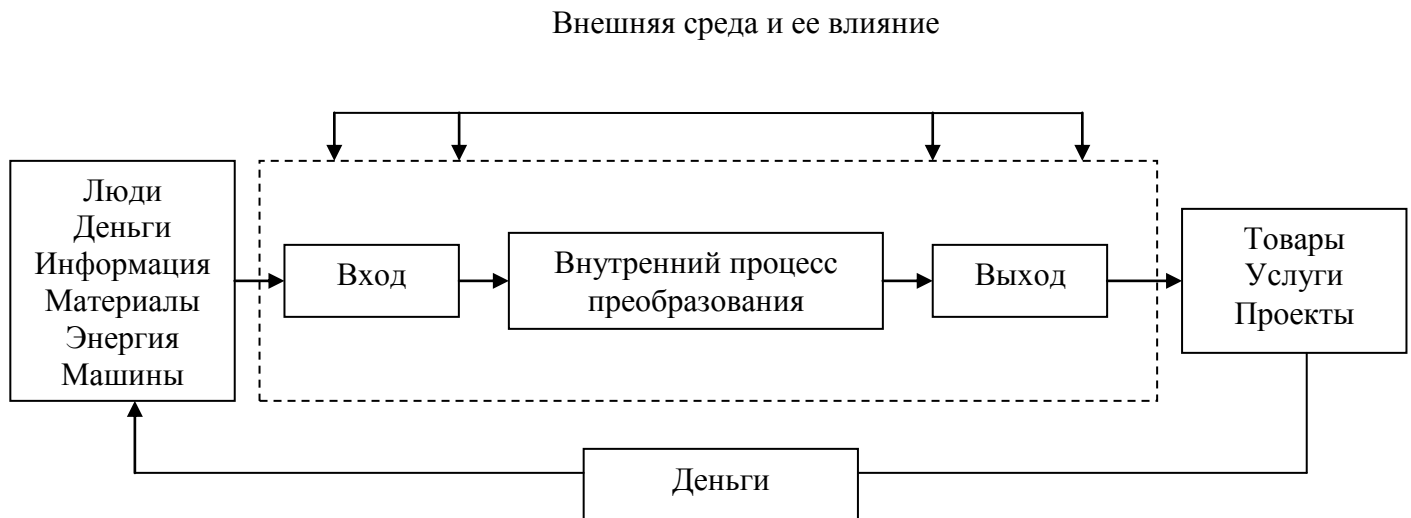 Внешняя среда и ее влияние
Люди
Деньги
Информация
Материалы
Энергия
Машины
Вход
Внутренний процесс
преобразования
Выход
Товары
Услуги
Проекты
Деньги